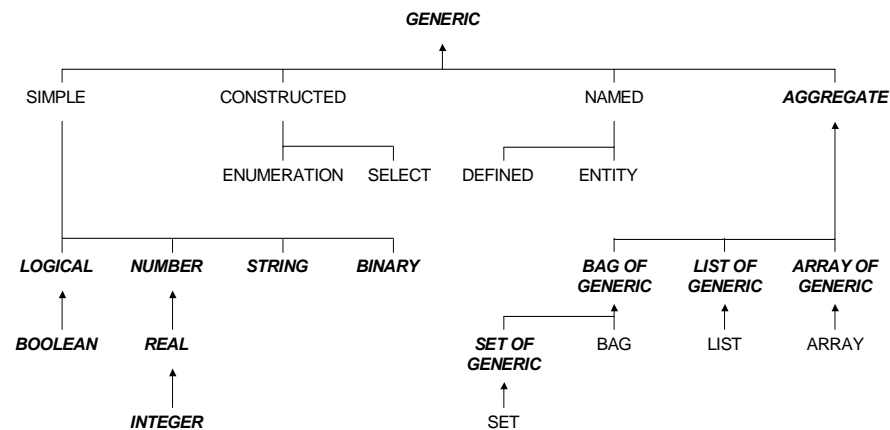 GENERIC
SIMPLE CONSTRUCTED NAMED AGGREGATE
ENUMERATION SELECT DEFINED ENTITY
LOGICAL NUMBER STRING BINARY BAG OF LIST OF ARRAY OF
GENERIC GENERIC GENERIC
BOOLEAN REAL SET OF BAG LIST ARRAY
GENERIC
INTEGER SET